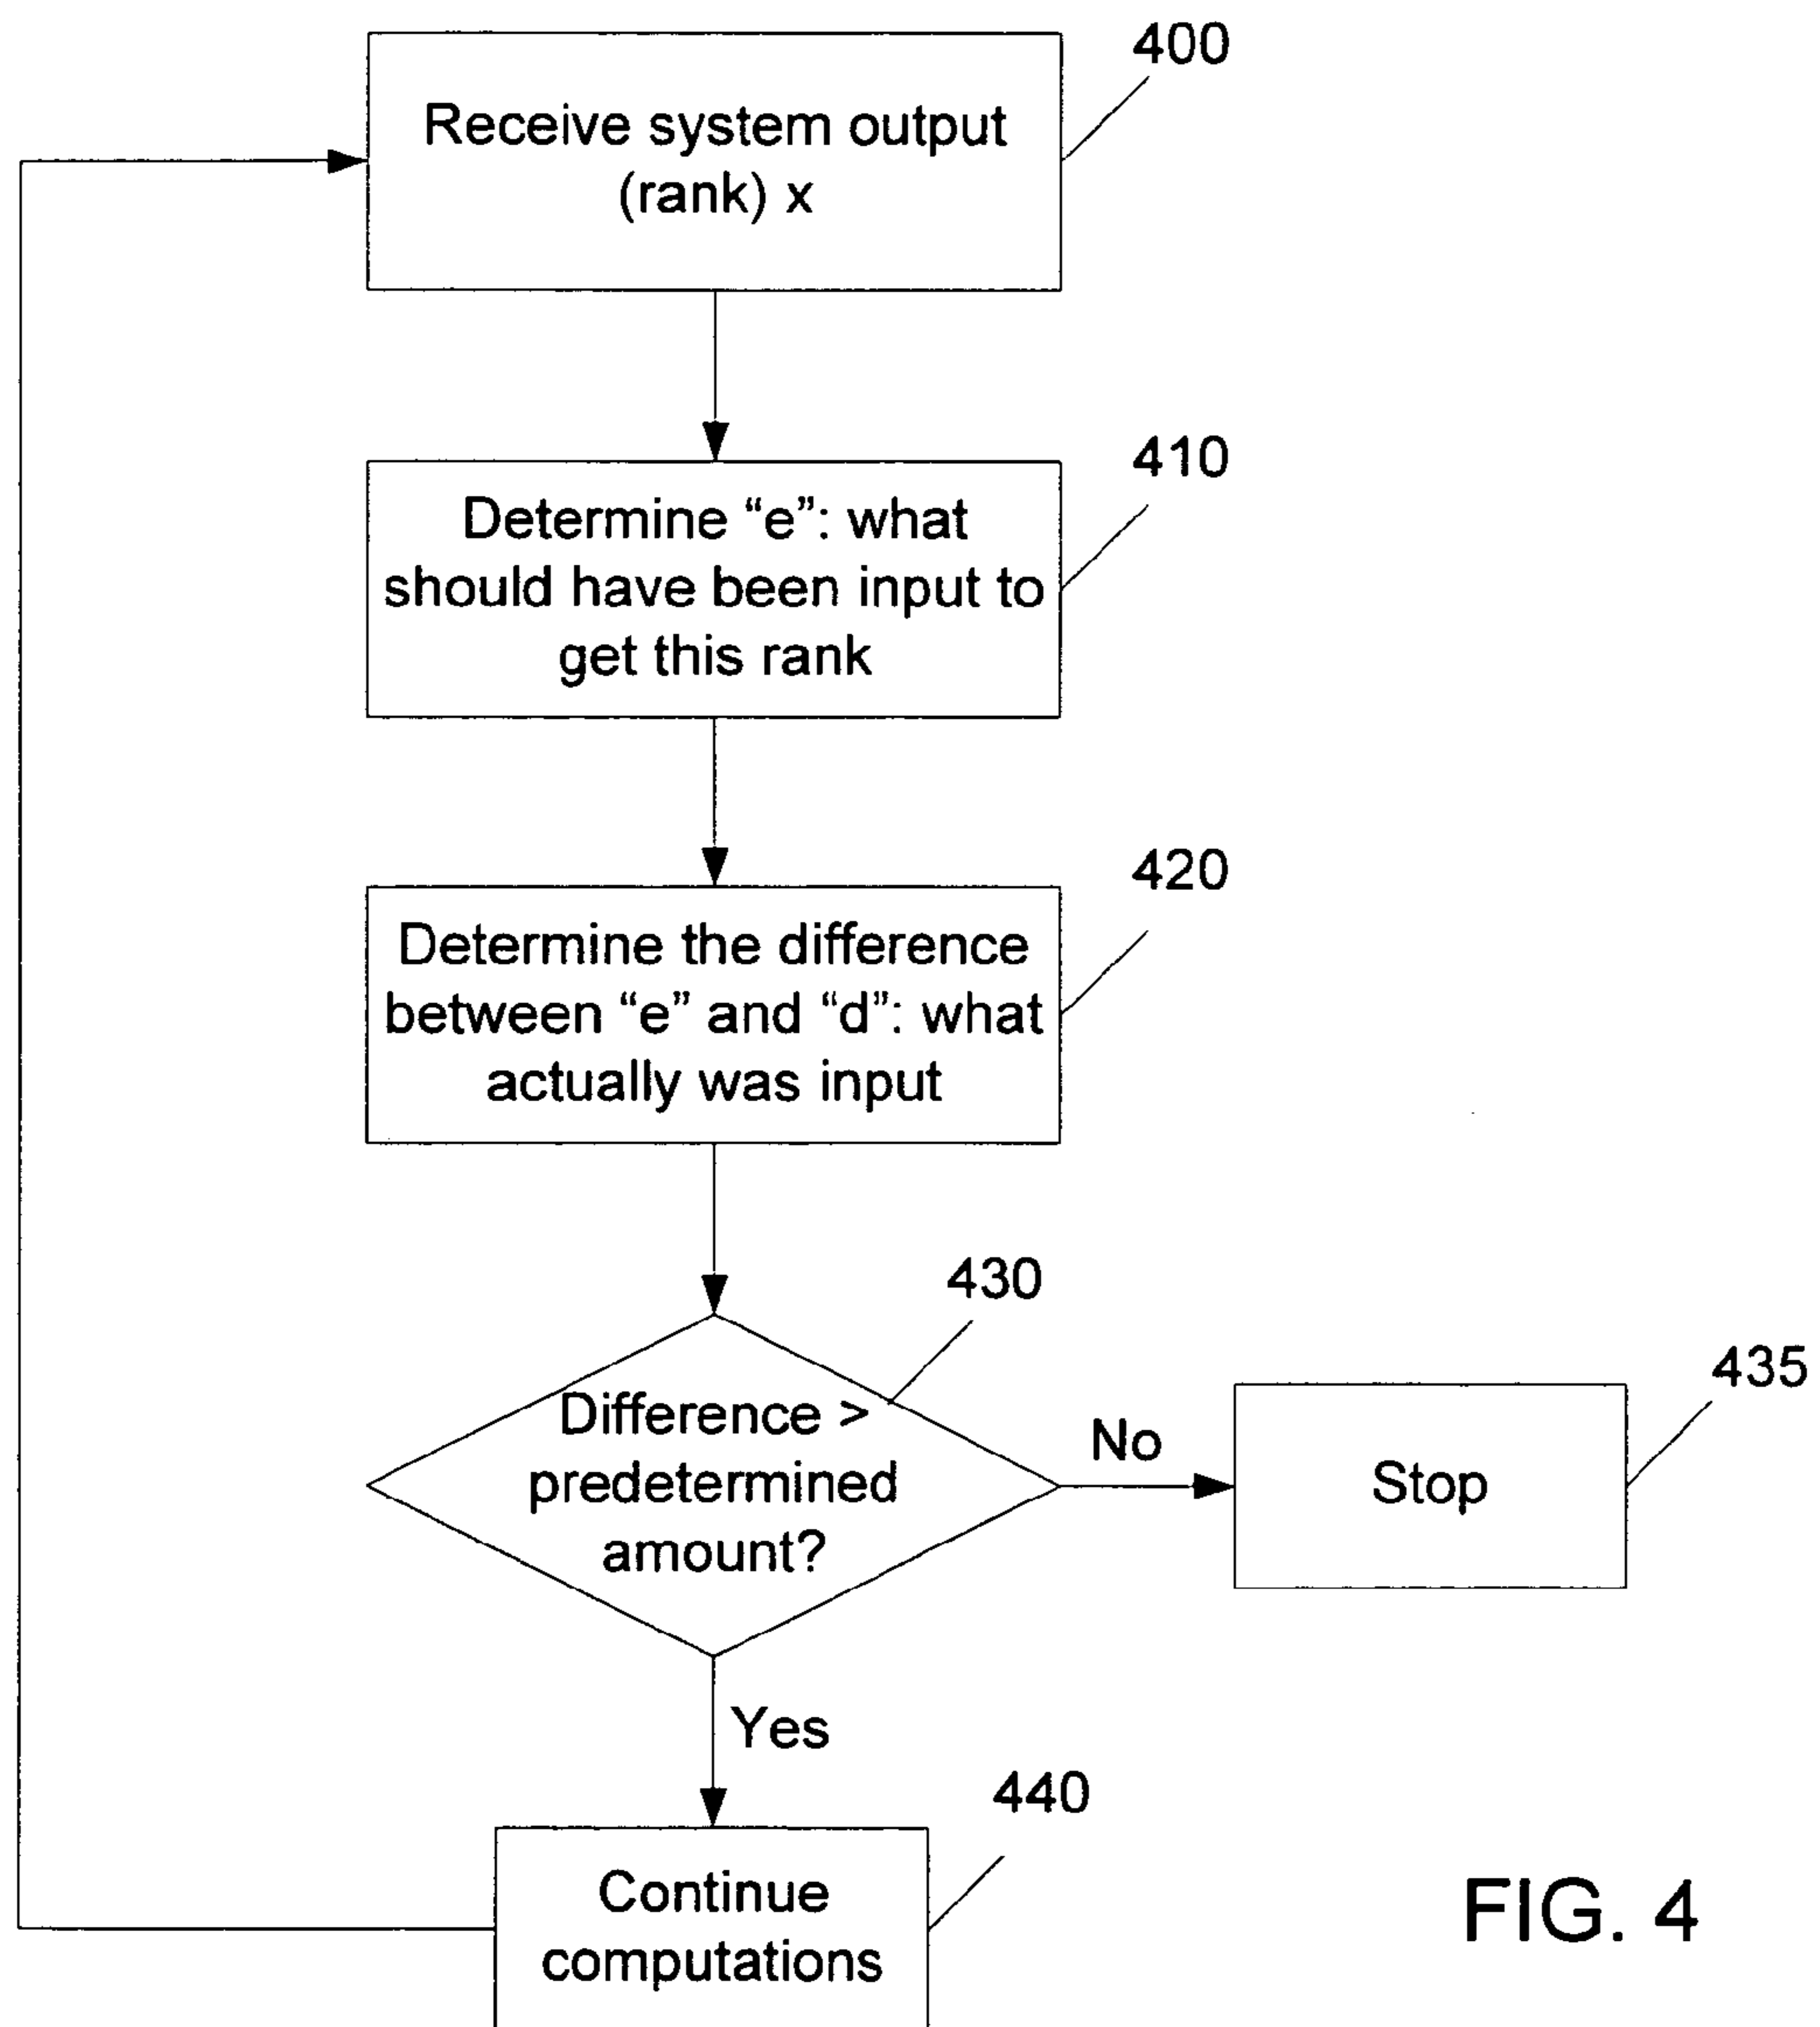 400
Receive system output
(rank) x
410
Determine “e”: what
should have been input to
get this rank
420
Determine the difference
between “e” and “d”: what
actually was input
430
Difference >
predetermined
amount?
No
435
Stop
Yes
440
Continue
computations
FIG. 4